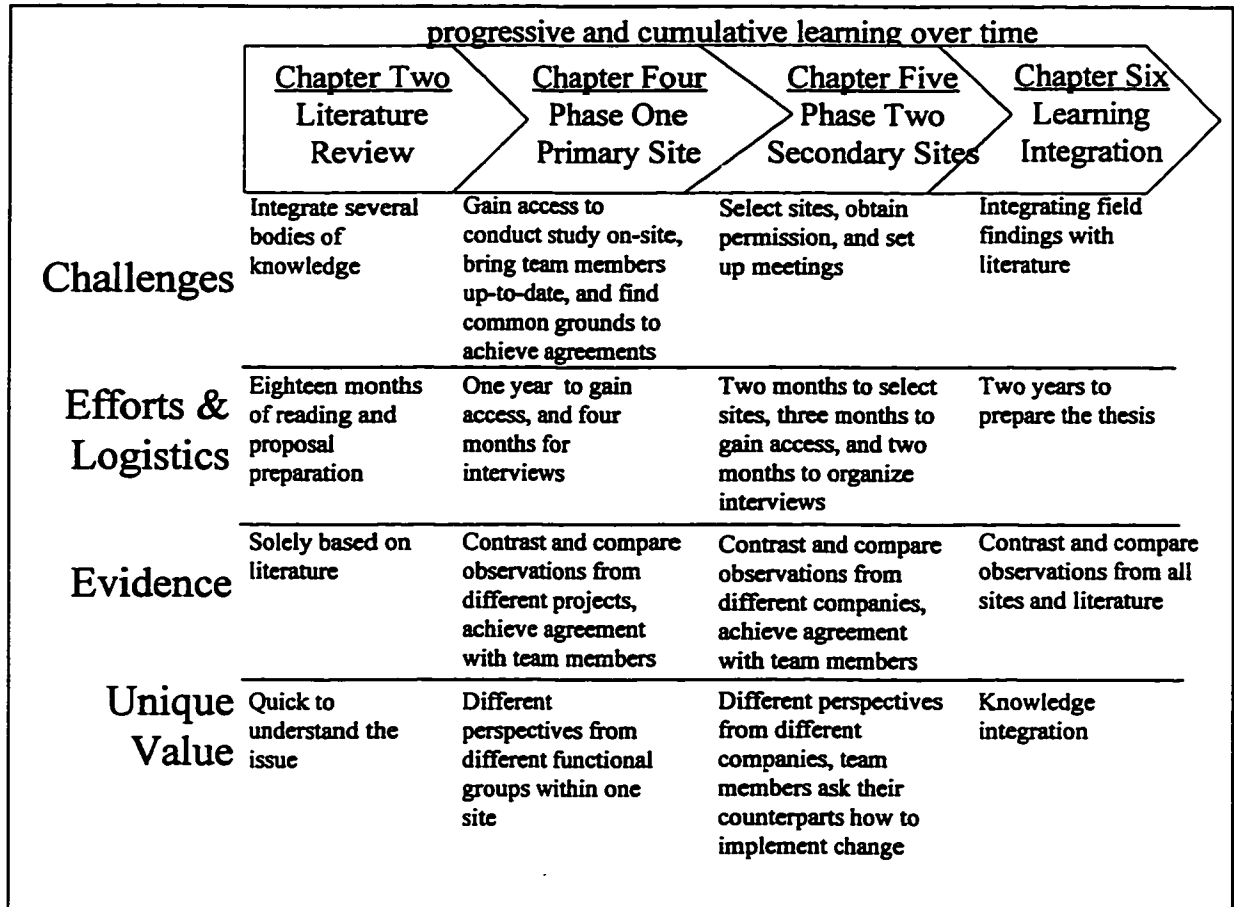 progressive and cumulative learning over time
Chapter Two
Literature
Review
Chapter Four
Phase One
Primary Site
Chapter Five
Phase Two
Secondary Sites
Chapter Six
Learning
Integration
Challenges
Integrate several
bodies of
knowledge
Gain access to
conduct study on-site,
bring team members
up-to-date, and find
common grounds to
achieve agreements
Select sites, obtain
permission, and set
up meetings
Integrating field
findings with
literature
Efforts &
Logistics
Eighteen months
of reading and
proposal
preparation
One year to gain
access, and four
months for
interviews
Two months to select
sites, three months to
gain access, and two
months to organize
interviews
Two years to
prepare the thesis
Evidence
Solely based on
literature
Contrast and compare
observations from
different projects,
achieve agreement
with team members
Contrast and compare
observations from
different companies,
achieve agreement
with team members
Contrast and compare
observations from all
sites and literature
Unique
Value
Quick to
understand the
issue
Different
perspectives from
different functional
groups within one
site
Different perspectives
from different
companies, team
members ask their
counterparts how to
implement change
Knowledge
integration